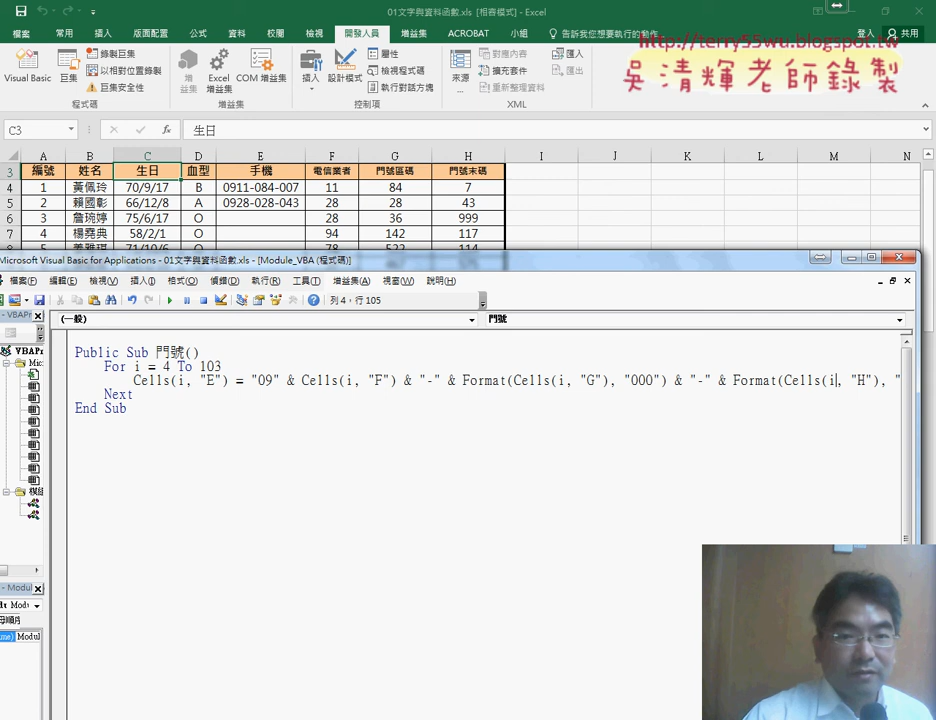 01文字與資料函數.xls [相容模式] - Excel
檔案 常用 插入 版面配置 公式 資料 校閱 檢視 開發人員 增益集 ACROBAT 小組 告訴我您想要執行的動作 登入 共用
http://terry55wu.blogspot.tw
吳清輝老師錄製
Visual Basic 巨集 錄製巨集 以相對位置錄製 巨集安全性 程式碼
增益集 Excel 增益集 COM 增益集 增益集
插入 設計模式 屬性 檢視程式碼 執行對話方塊 控制項
來源 對應內容 擴充套件 重新整理資料 匯入 匯出 XML
C3 fx 生日
A B C D E F G H I J K L M N
3 編號 姓名 生日 血型 手機 電信業者 門號區碼 門號末碼
4 1 黃佩玲 70/9/17 B 0911-084-007 11 84 7
5 2 賴國彰 66/12/8 A 0928-028-043 28 28 43
6 3 詹琬婷 75/6/17 O 28 36 999
7 4 楊堯典 58/2/1 O 94 142 117
Microsoft Visual Basic for Applications - 01文字與資料函數.xls - [Module_VBA (程式碼)]
檔案(F) 編輯(E) 檢視(V) 插入(I) 格式(O) 偵錯(D) 執行(R) 工具(T) 增益集(A) 視窗(W) 說明(H)
列 4，行 105
(一般) 門號
Public Sub 門號()
For i = 4 To 103
Cells(i, "E") = "09" & Cells(i, "F") & "-" & Format(Cells(i, "G"), "000") & "-" & Format(Cells(i, "H"), "
Next
End Sub